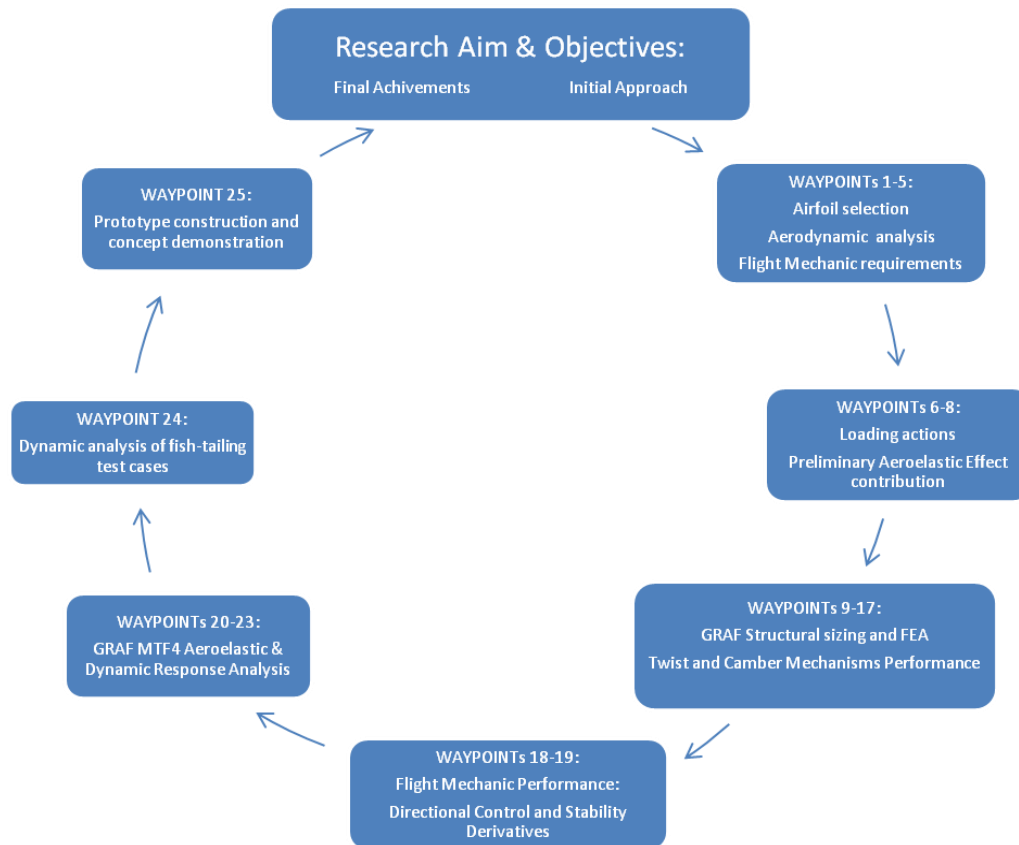 Research Aim & Objectives:
Final Achivements Initial Approach
WAYPOINTs 1-5:
Airfoil selection
Aerodynamic analysis
Flight Mechanic requirements
WAYPOINTs 6-8:
Loading actions
Preliminary Aeroelastic Effect
contribution
WAYPOINTs 9-17:
GRAF Structural sizing and FEA
Twist and Camber Mechanisms Performance
WAYPOINTs 18-19:
Flight Mechanic Performance:
Directional Control and Stability
Derivatives
WAYPOINTs 20-23:
GRAF MTF4 Aeroelastic &
Dynamic Response Analysis
WAYPOINT 24:
Dynamic analysis of fish-tailing
test cases
WAYPOINT 25:
Prototype construction and
concept demonstration